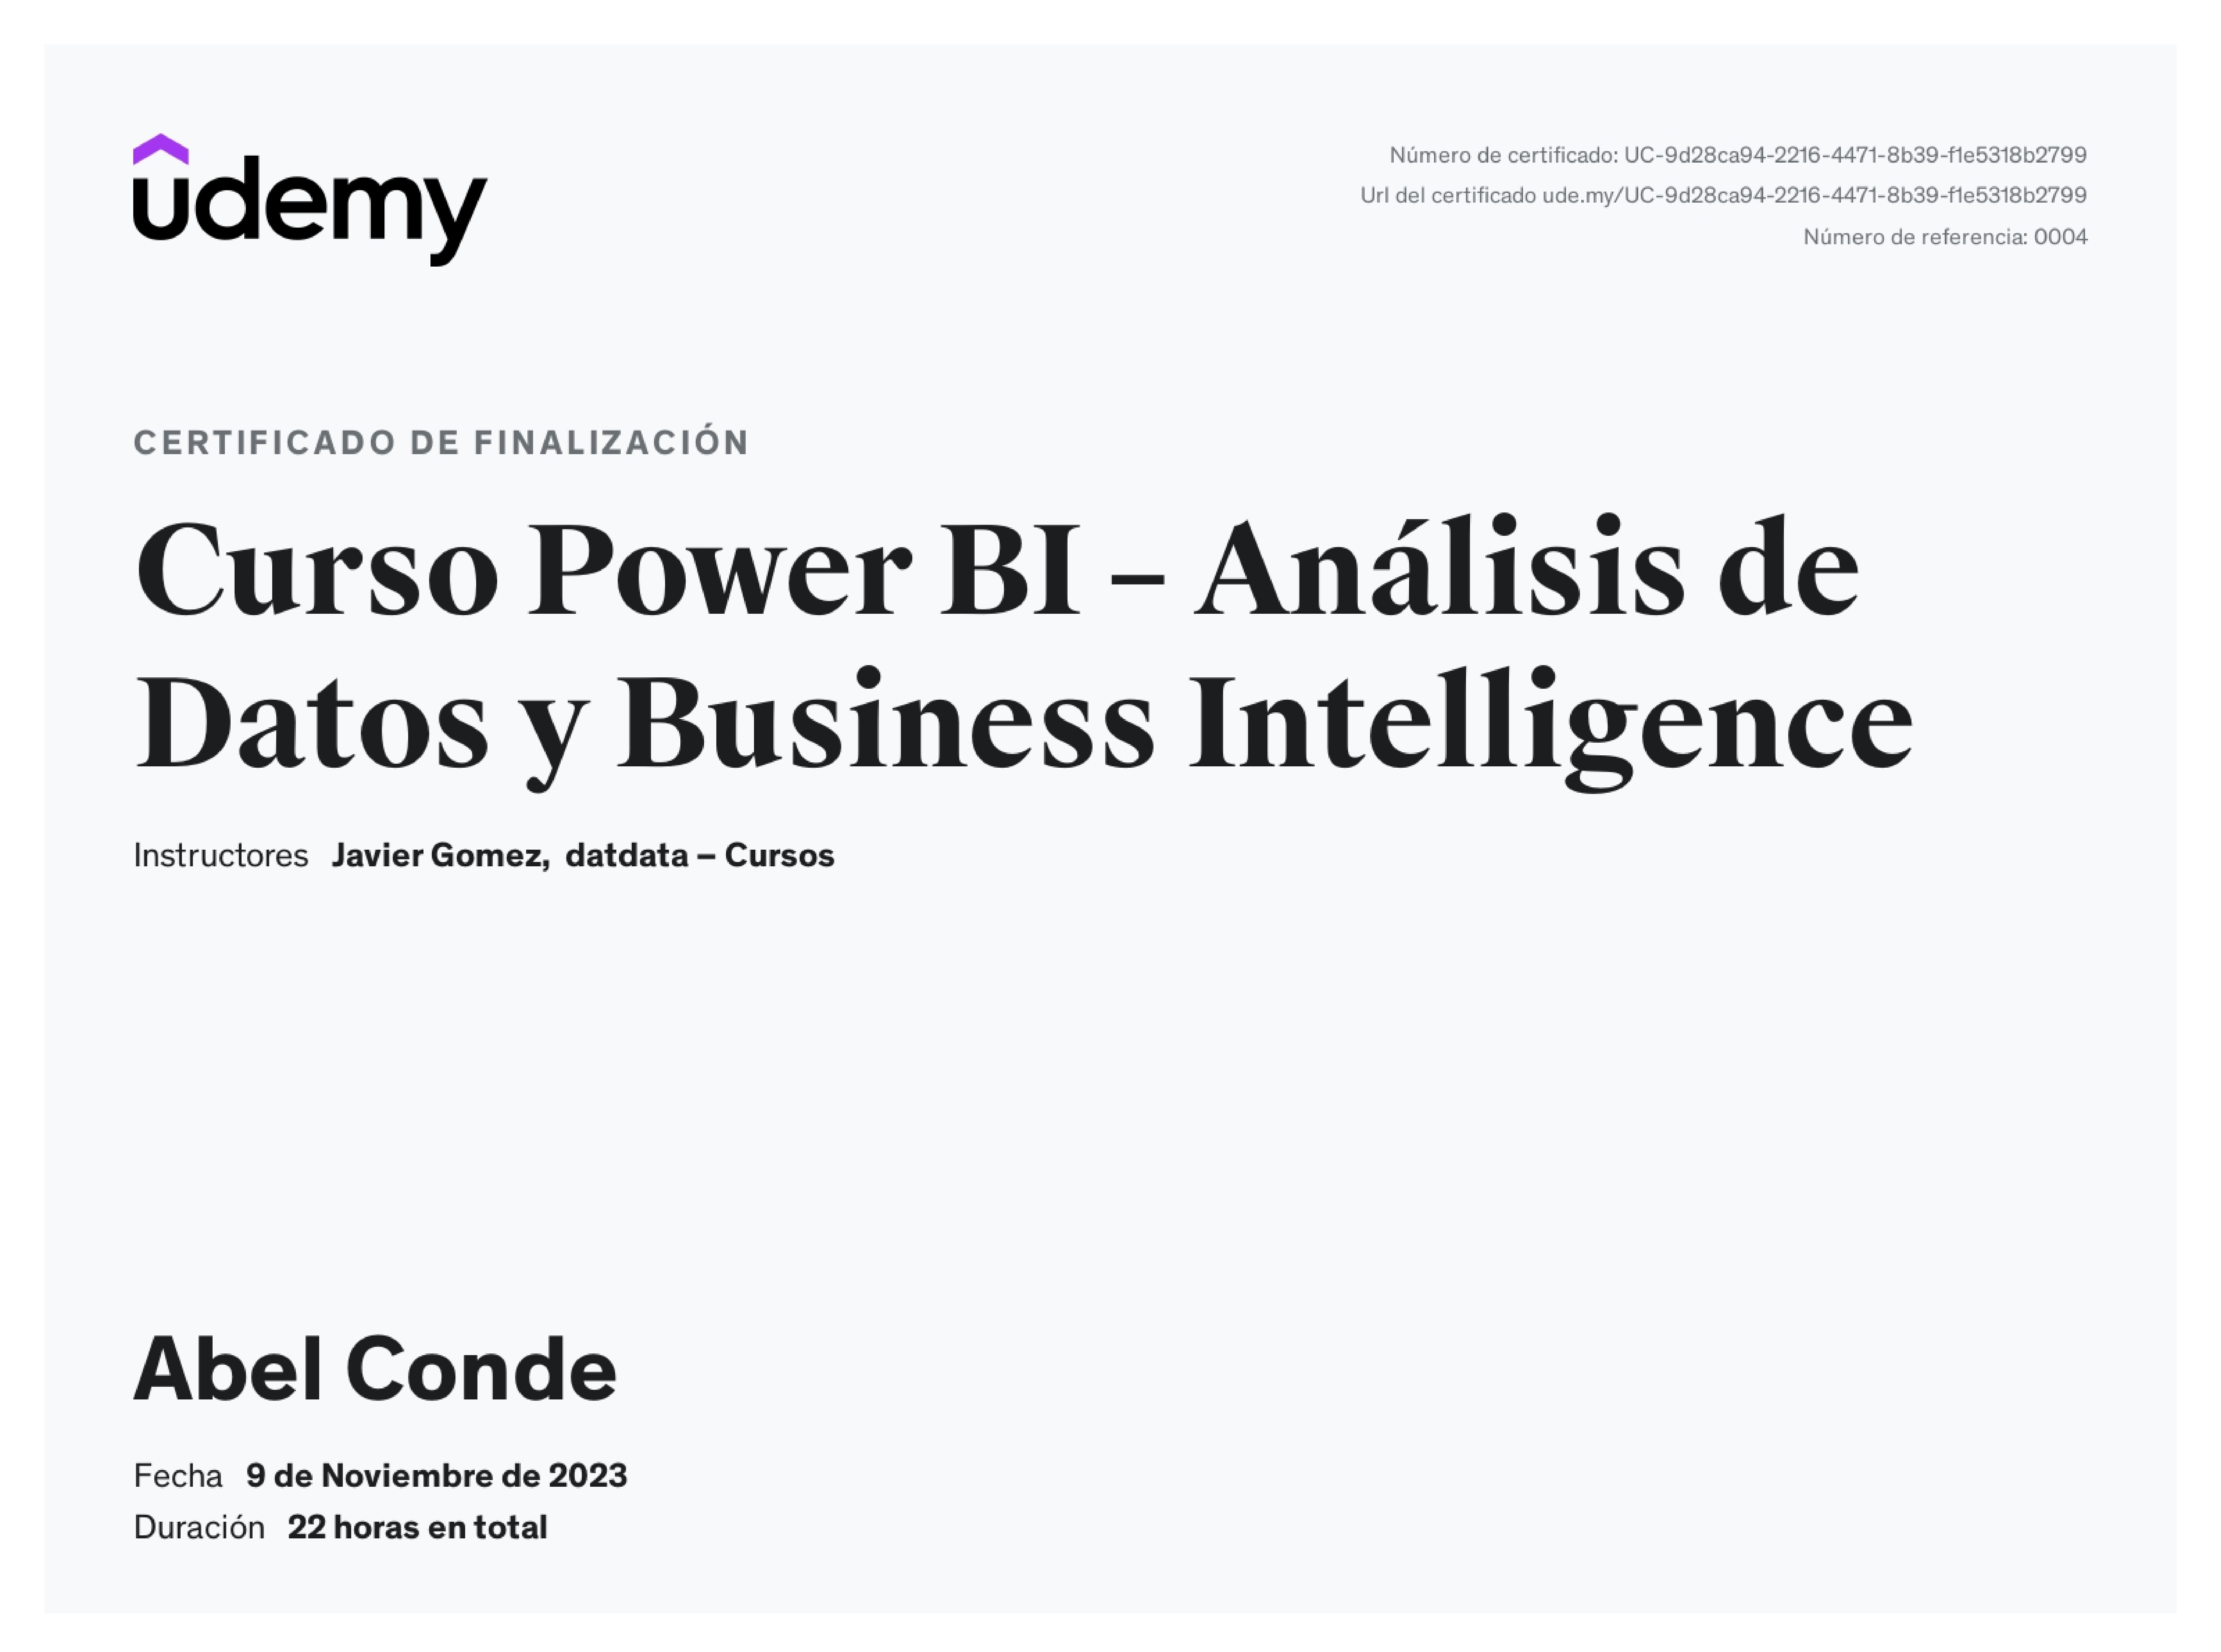 udemy
Número de certificado: UC-9d28ca94-2216-4471-8b39-f1e5318b2799
Url del certificado ude.my/UC-9d28ca94-2216-4471-8b39-f1e5318b2799
Número de referencia: 0004
CERTIFICADO DE FINALIZACIÓN
Curso Power BI – Análisis de
Datos y Business Intelligence
Instructores Javier Gomez, datdata – Cursos
Abel Conde
Fecha 9 de Noviembre de 2023
Duración 22 horas en total